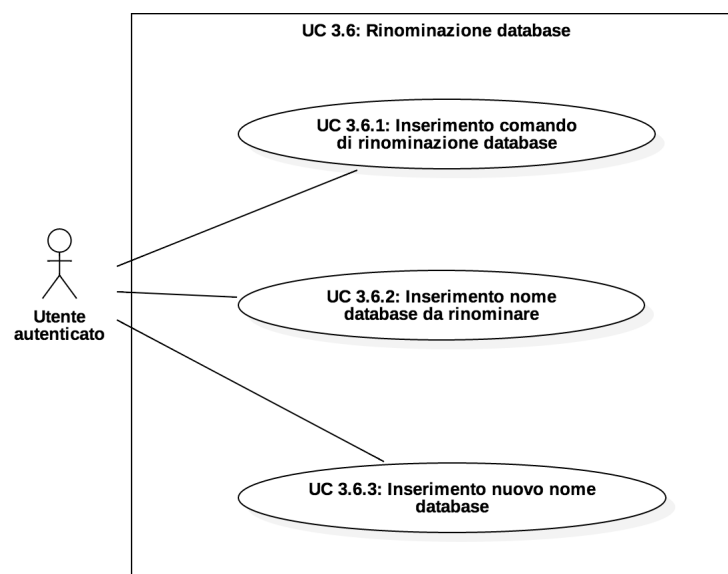 UC 3.6: Rinominazione database
UC 3.6.1: Inserimento comando
di rinominazione database
UC 3.6.2: Inserimento nome
database da rinominare
Utente
autenticato
UC 3.6.3: Inserimento nuovo nome
database